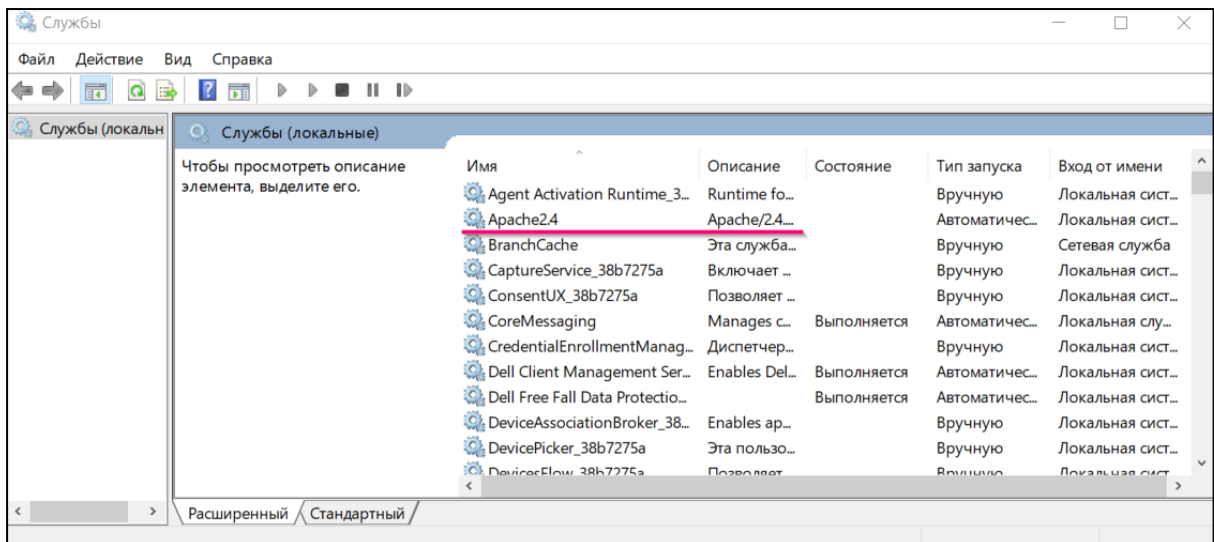 Службы
Файл Действие Вид Справка
Службы (локальн
Службы (локальные)
Чтобы просмотреть описание
элемента, выделите его.
Имя Описание Состояние Тип запуска Вход от имени
Agent Activation Runtime_3... Runtime fo... Вручную Локальная сист...
Apache2.4 Apache/2.4.... Автоматичес... Локальная сист...
BranchCache Эта служба... Вручную Сетевая служба
CaptureService_38b7275a Включает ... Вручную Локальная сист...
ConsentUX_38b7275a Позволяет ... Вручную Локальная сист...
CoreMessaging Manages c... Выполняется Автоматичес... Локальная слу...
CredentialEnrollmentManag... Диспетчер... Вручную Локальная сист...
Dell Client Management Ser... Enables Del... Выполняется Автоматичес... Локальная сист...
Dell Free Fall Data Protectio... Выполняется Автоматичес... Локальная сист...
DeviceAssociationBroker_38... Enables ap... Вручную Локальная сист...
DevicePicker_38b7275a Эта пользо... Вручную Локальная сист...
DevicesFlow_38b7275a Позволяет Вручную Локальная сист
Расширенный Стандартный